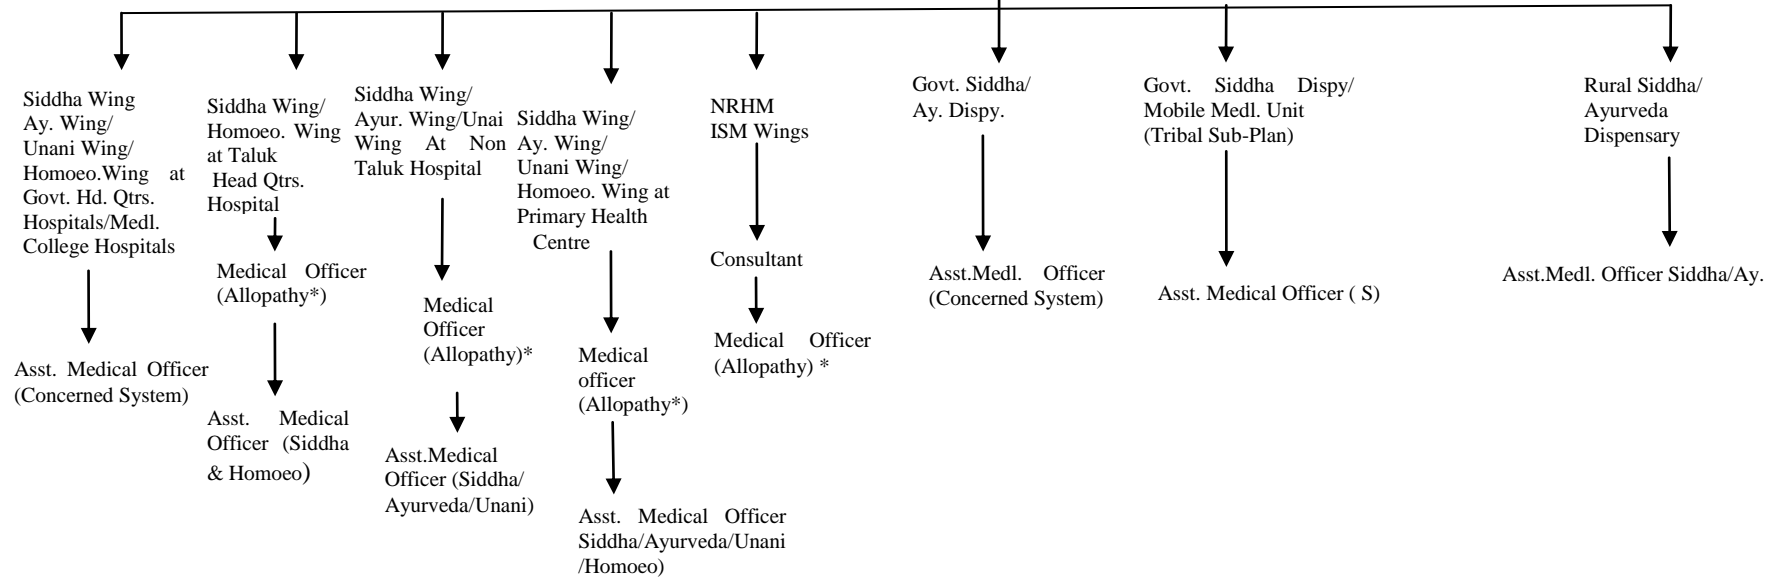 Siddha Wing
Ay. Wing/
Unani Wing/
Homoeo.Wing at
Govt. Hd. Qtrs.
Hospitals/Medl.
College Hospitals
Asst. Medical Officer
(Concerned System)
Siddha Wing/
Homoeo. Wing
at Taluk
Head Qtrs.
Hospital
Medical Officer
(Allopathy*)
Asst. Medical
Officer (Siddha
& Homoeo)
Siddha Wing/
Ayur. Wing/Unai
Wing At Non
Taluk Hospital
Medical
Officer
(Allopathy)*
Asst.Medical
Officer (Siddha/
Ayurveda/Unani)
Siddha Wing/
Ay. Wing/
Unani Wing/
Homoeo. Wing at
Primary Health
Centre
Medical
officer
(Allopathy*)
Asst. Medical Officer
Siddha/Ayurveda/Unani
/Homoeo)
NRHM
ISM Wings
Consultant
Medical Officer
(Allopathy) *
Govt. Siddha/
Ay. Dispy.
Asst.Medl. Officer
(Concerned System)
Govt. Siddha Dispy/
Mobile Medl. Unit
(Tribal Sub-Plan)
Asst. Medical Officer ( S)
Rural Siddha/
Ayurveda
Dispensary
Asst.Medl. Officer Siddha/Ay.